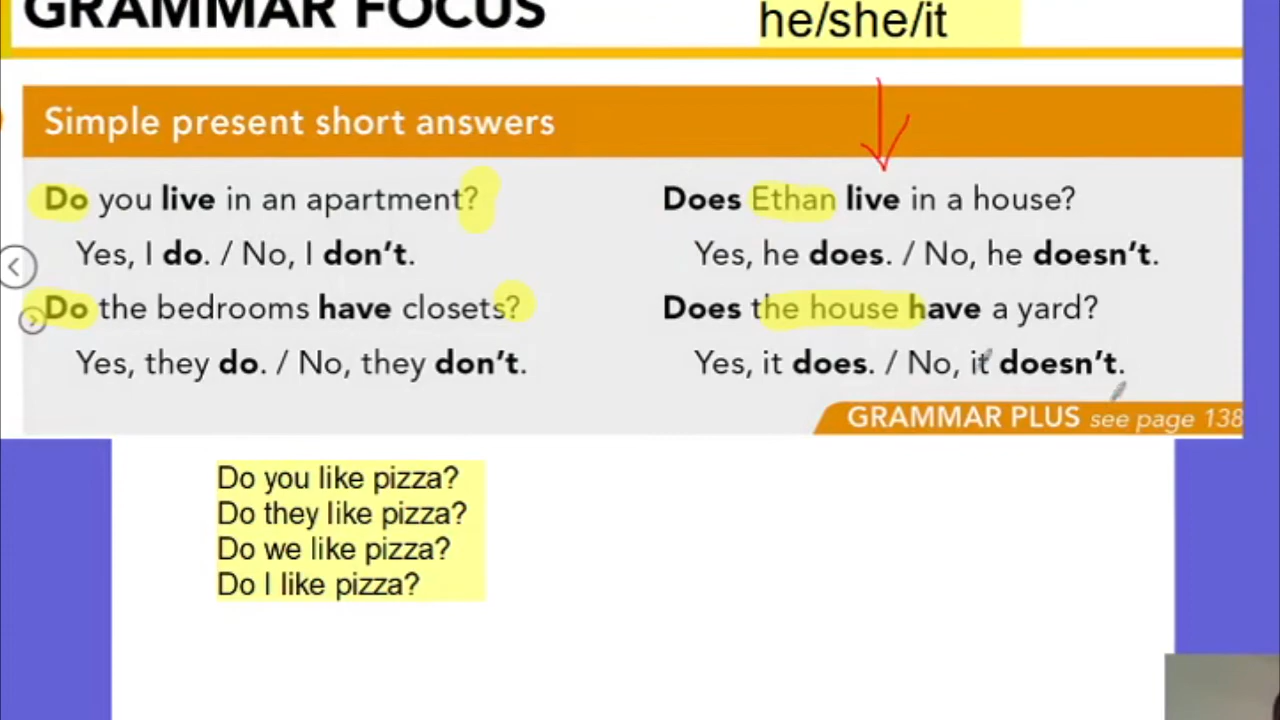 GRAMMAR FOCUS
he/she/it
Simple present short answers
Do you live in an apartment?
Yes, I do. / No, I don't.
Do the bedrooms have closets?
Yes, they do. / No, they don't.
Does Ethan live in a house?
Yes, he does. / No, he doesn't.
Does the house have a yard?
Yes, it does. / No, it doesn't.
GRAMMAR PLUS see page 138
Do you like pizza?
Do they like pizza?
Do we like pizza?
Do I like pizza?